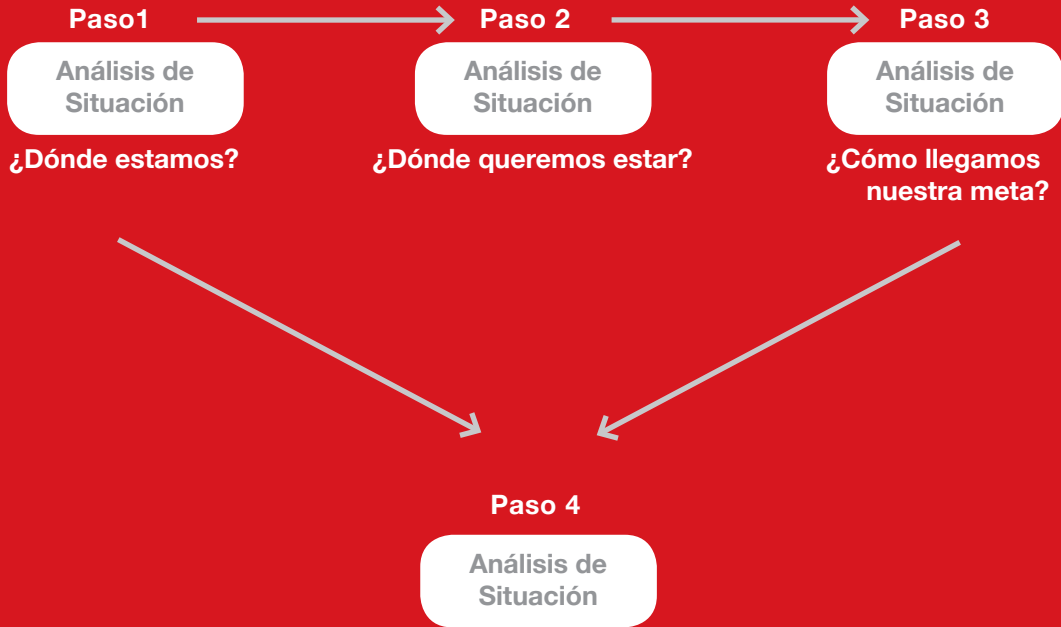 Paso1
Paso 2
Paso 3
Análisis de
Situación
Análisis de
Situación
Análisis de
Situación
¿Dónde estamos?
¿Dónde queremos estar?
¿Cómo llegamos
nuestra meta?
Paso 4
Análisis de
Situación